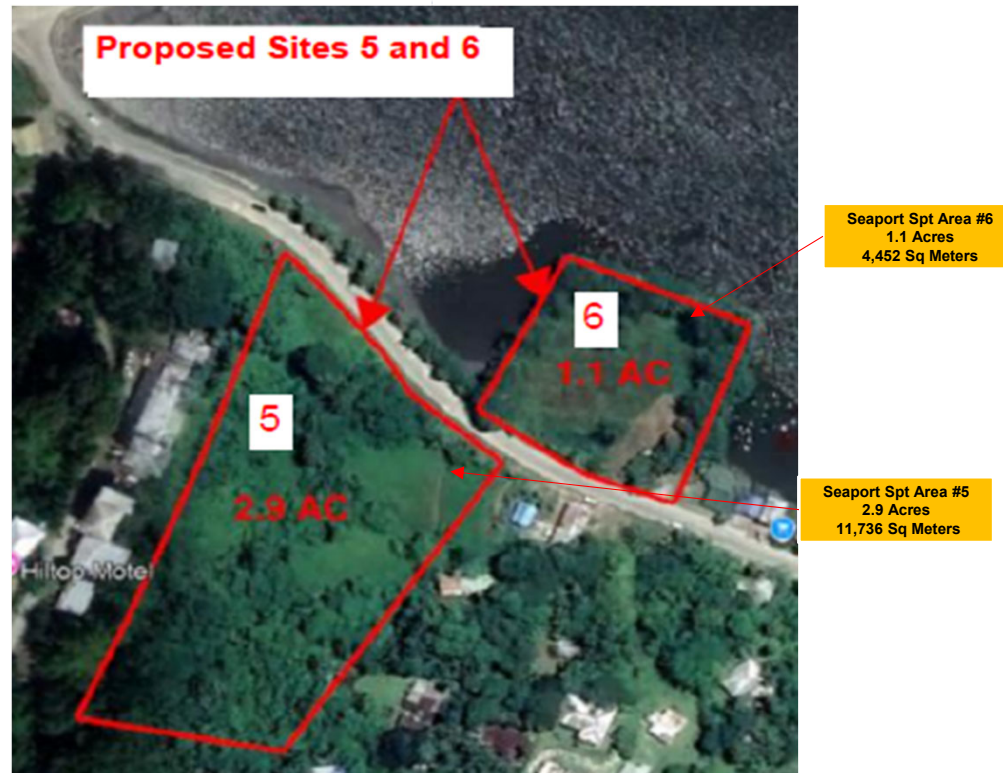 Proposed Sites 5 and 6
Seaport Spt Area #6
1.1 Acres
4,452 Sq Meters
6
1.1 AC
5
2.9 AC
Seaport Spt Area #5
2.9 Acres
11,736 Sq Meters
Hilltop Motel